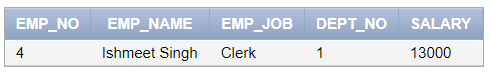 EMP_NO EMP_NAME EMP_JOB DEPT_NO SALARY
4 Ishmeet Singh Clerk 1 13000